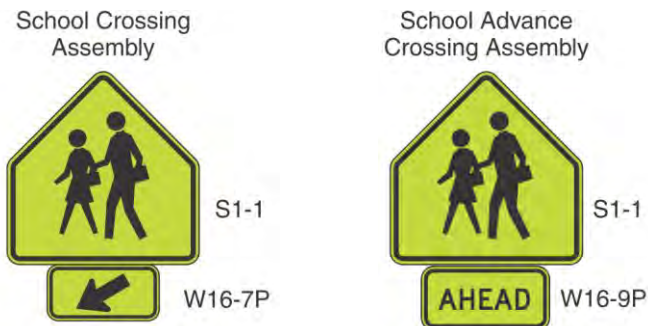 School Crossing
Assembly
S1-1
W16-7P
School Advance
Crossing Assembly
S1-1
AHEAD
W16-9P